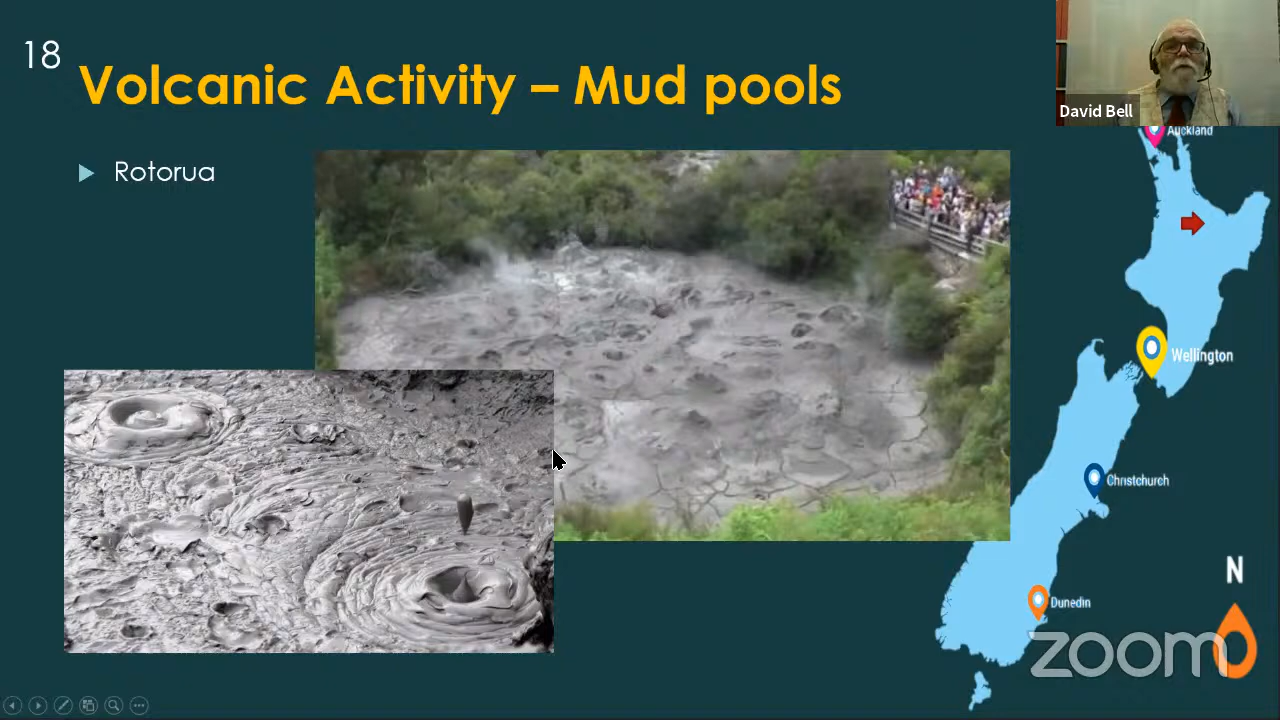 18
Volcanic Activity – Mud pools
David Bell
Auckland
Rotorua
Wellington
Christchurch
N
Dunedin
zoom